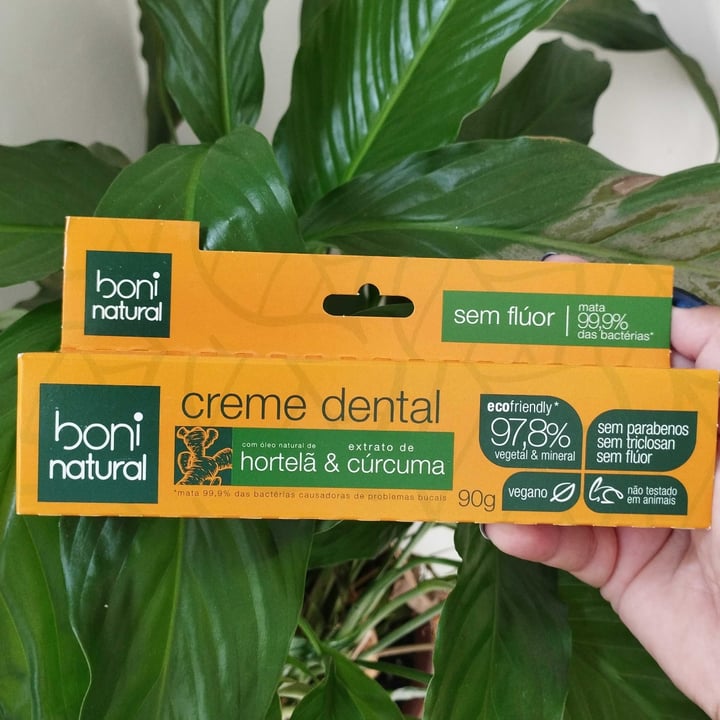 boni
natural
sem flúor
mata
99,9%
das bactérias*
boni
natural
creme dental
com óleo natural de
hortelã &
extrato de
cúrcuma
*mata 99,9% das bactérias causadoras de problemas bucais
90g
ecofriendly*
97,8%
vegetal & mineral
sem parabenos
sem triclosan
sem flúor
vegano
não testado
em animais